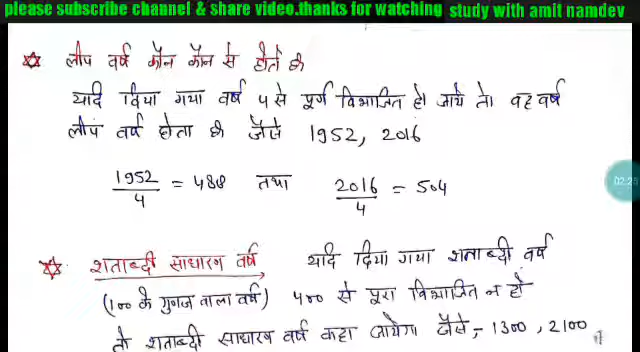 please subscribe channel & share video.thanks for watching study with amit namdev
लीप वर्ष कौन कौन से होते है
यदि दिया गया वर्ष 4 से पूर्ण विभाजित हो जाये तो वह वर्ष
लीप वर्ष होता है जैसे 1952, 2016
1952/4 = 488 तथा 2016/4 = 504
02:25
शताब्दी साधारण वर्ष यदि दिया गया शताब्दी वर्ष
(100 के गुणज वाला वर्ष) 400 से पूरा विभाजित न हो
तो शताब्दी साधारण वर्ष कहा जायेगा जैसे,- 1300, 2100